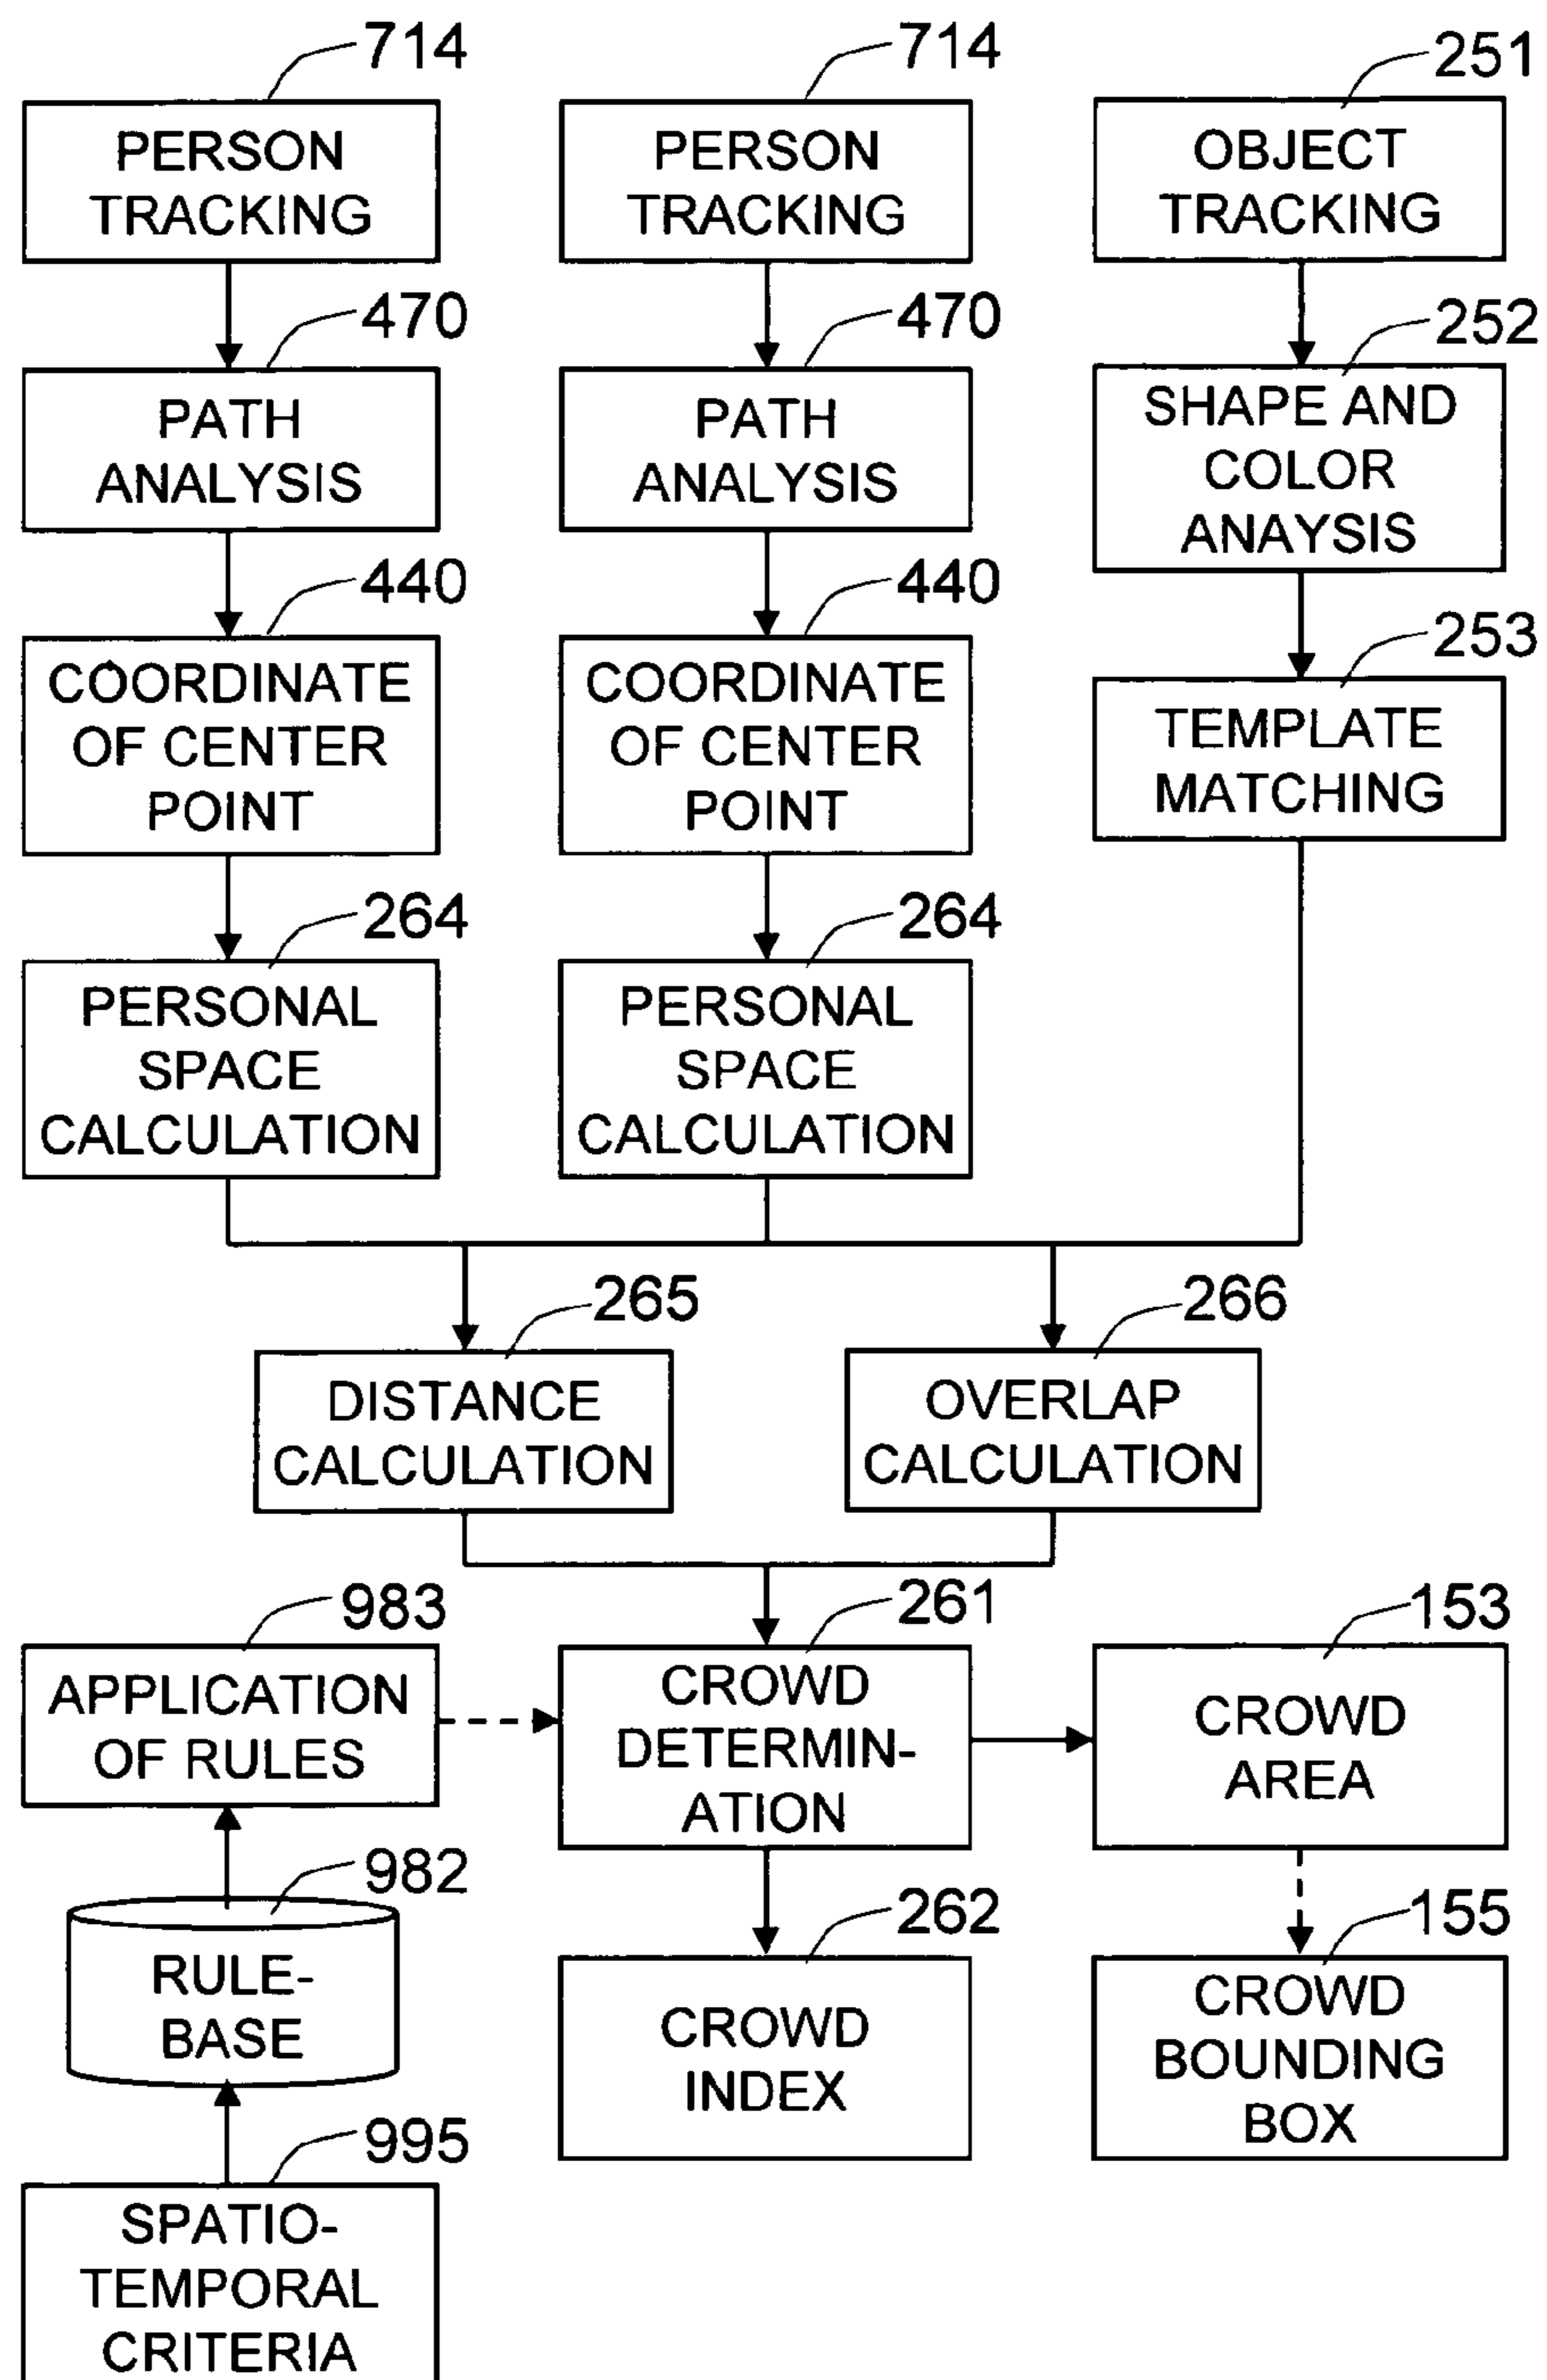 714
PERSON
TRACKING
714
PERSON
TRACKING
251
OBJECT
TRACKING
470
PATH
ANALYSIS
470
PATH
ANALYSIS
252
SHAPE AND
COLOR
ANAYSIS
440
COORDINATE
OF CENTER
POINT
440
COORDINATE
OF CENTER
POINT
253
TEMPLATE
MATCHING
264
PERSONAL
SPACE
CALCULATION
264
PERSONAL
SPACE
CALCULATION
265
DISTANCE
CALCULATION
266
OVERLAP
CALCULATION
983
APPLICATION
OF RULES
261
CROWD
DETERMIN-
ATION
153
CROWD
AREA
982
RULE-
BASE
262
CROWD
INDEX
155
CROWD
BOUNDING
BOX
995
SPATIO-
TEMPORAL
CRITERIA